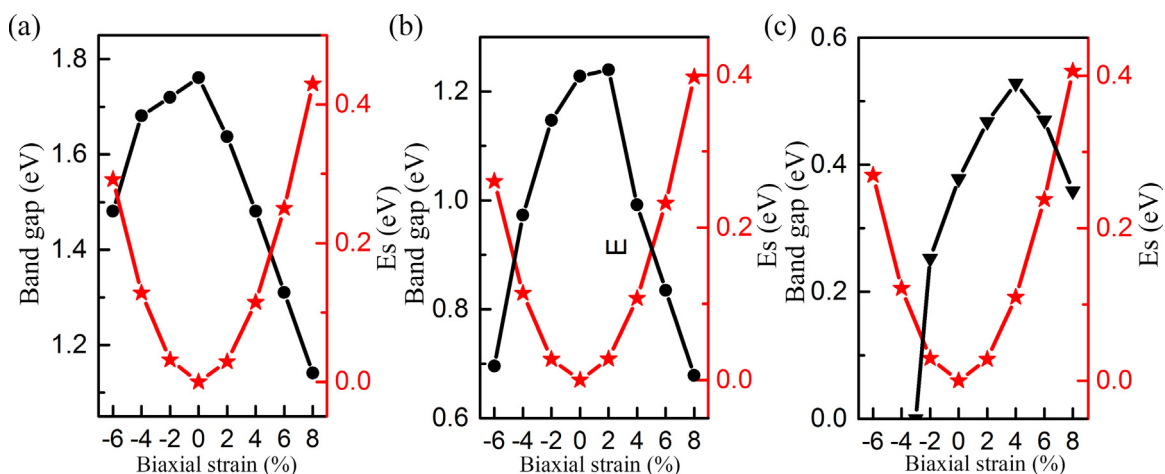 (a)
Band gap (eV)
1.8
1.6
1.4
1.2
0.4
0.2
0.0
Es (eV)
-6 -4 -2 0 2 4 6 8
Biaxial strain (%)
(b)
Band gap (eV)
1.2
1.0
0.8
0.6
E
0.4
0.2
0.0
Es (eV)
-6 -4 -2 0 2 4 6 8
Biaxial strain (%)
(c)
Band gap (eV)
0.6
0.4
0.2
0.0
0.4
0.2
0.0
Es (eV)
-6 -4 -2 0 2 4 6 8
Biaxial strain (%)